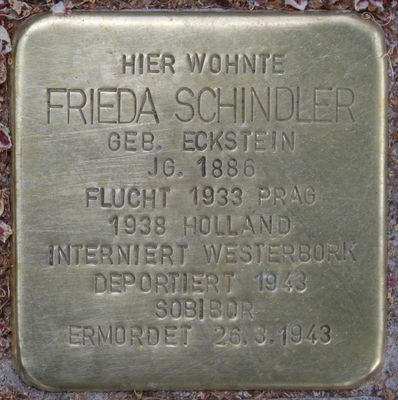 HIER WOHNTE
FRIEDA SCHINDLER
GEB. ECKSTEIN
JG. 1886
FLUCHT 1933 PRAG
1938 HOLLAND
INTERNIERT WESTERBORK
DEPORTIERT 1943
SOBIBOR
ERMORDET 26.3.1943